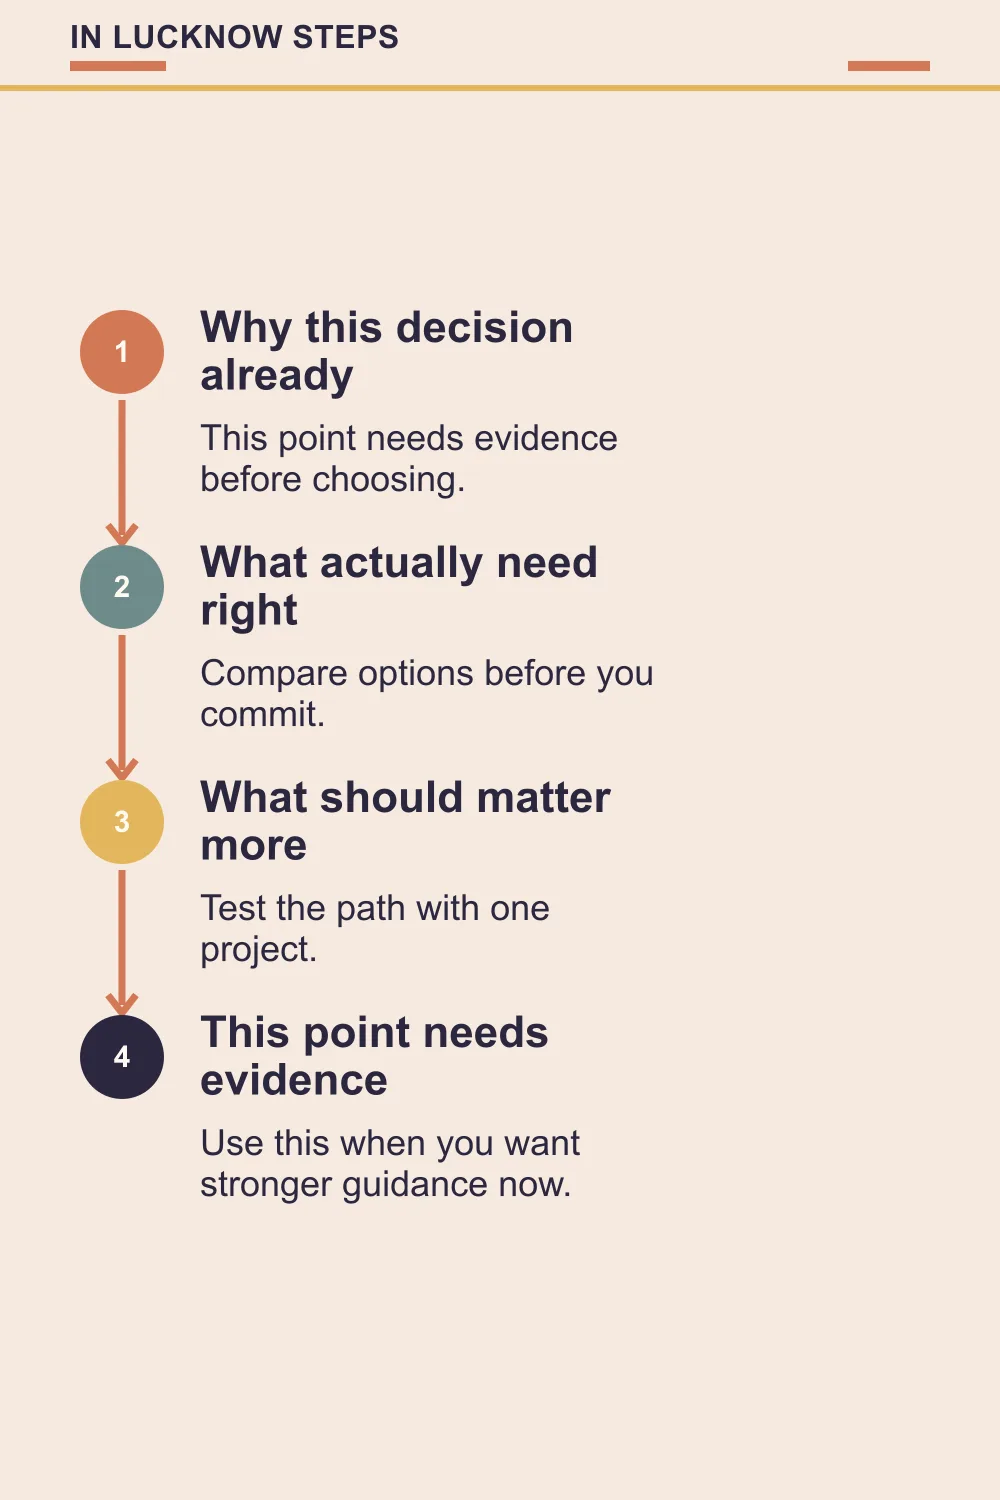 IN LUCKNOW STEPS
1
Why this decision
already
This point needs evidence
before choosing.
2
What actually need
right
Compare options before you
commit.
3
What should matter
more
Test the path with one
project.
4
This point needs
evidence
Use this when you want
stronger guidance now.